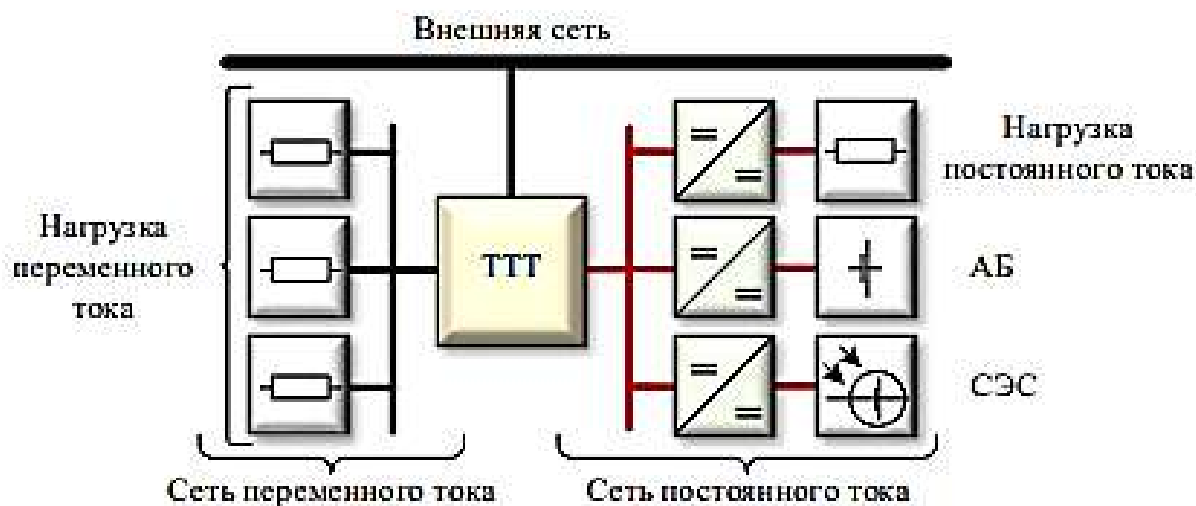 Внешняя сеть
Нагрузка
постоянного тока
Нагрузка
переменного
тока
ТТТ
АБ
СЭС
Сеть переменного тока
Сеть постоянного тока